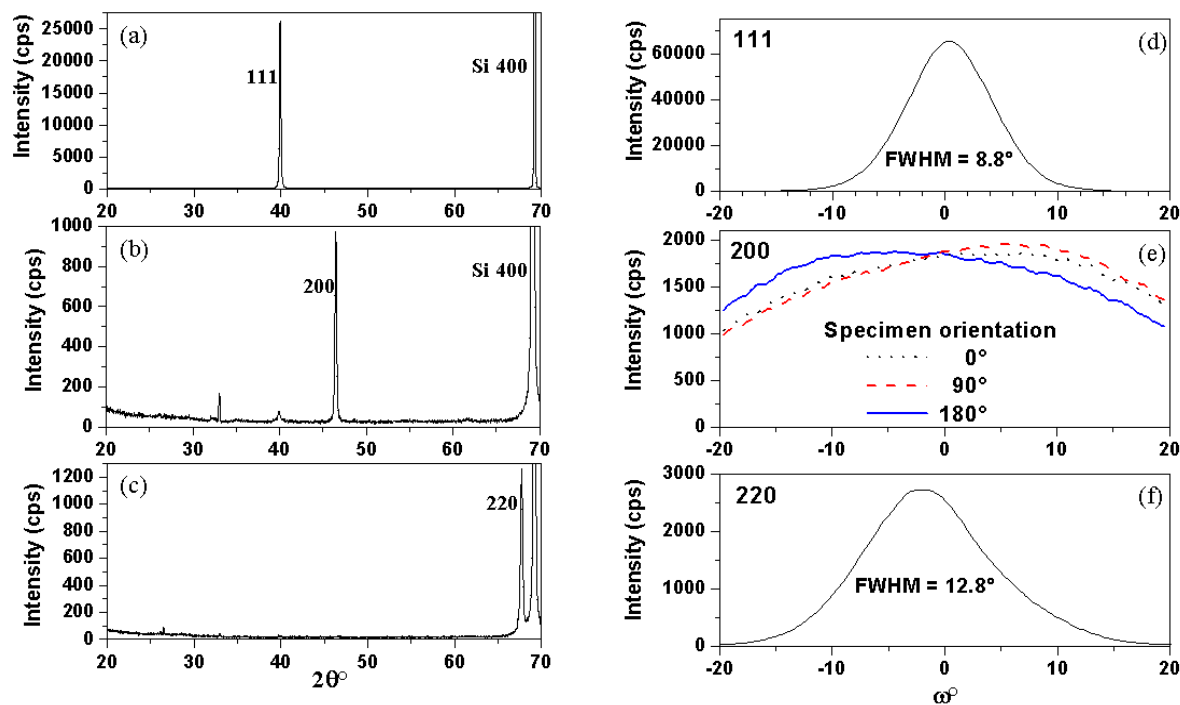 (a)
Intensity (cps)
25000
20000
15000
10000
5000
0
111
Si 400
20 30 40 50 60 70
(b)
Intensity (cps)
1000
800
600
400
200
0
200
Si 400
20 30 40 50 60 70
(c)
Intensity (cps)
1200
1000
800
600
400
200
0
220
20 30 40 50 60 70
2θ°
111
(d)
Intensity (cps)
60000
40000
20000
0
FWHM = 8.8°
-20 -10 0 10 20
200
(e)
Intensity (cps)
2000
1500
1000
500
0
Specimen orientation
0°
90°
180°
-20 -10 0 10 20
220
(f)
Intensity (cps)
3000
2000
1000
0
FWHM = 12.8°
-20 -10 0 10 20
ω°